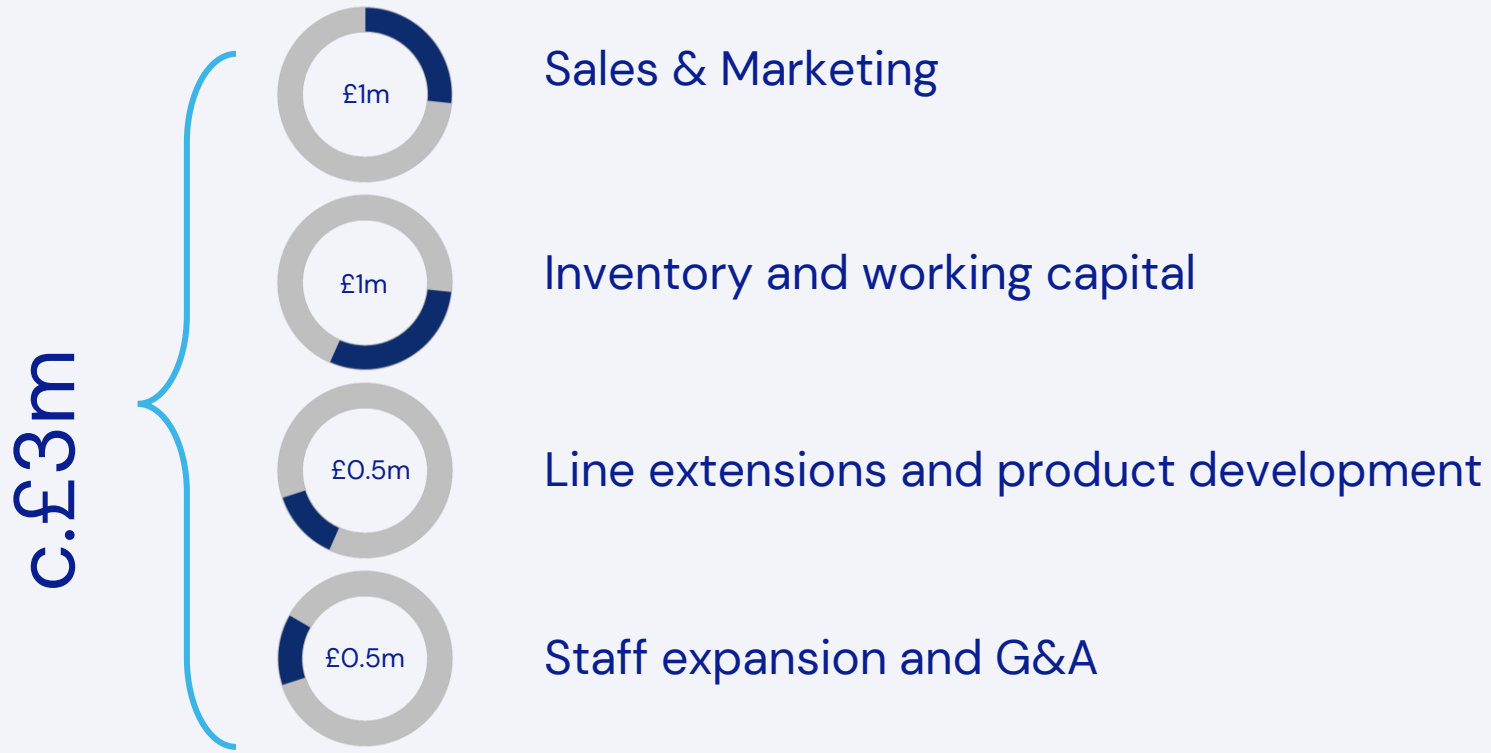 c.£3m
£1m
Sales & Marketing
£1m
Inventory and working capital
£0.5m
Line extensions and product development
£0.5m
Staff expansion and G&A